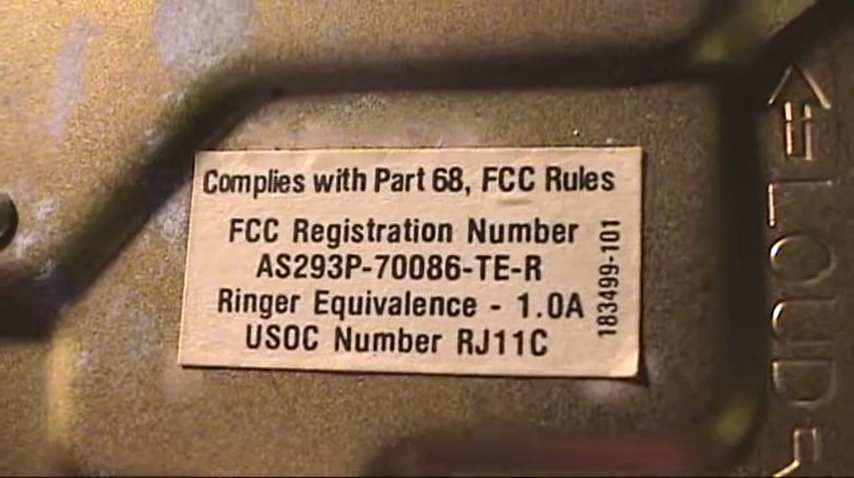 Complies with Part 68, FCC Rules
FCC Registration Number
AS293P-70086-TE-R
Ringer Equivalence - 1.0A
USOC Number RJ11C
183499-101
LOUD